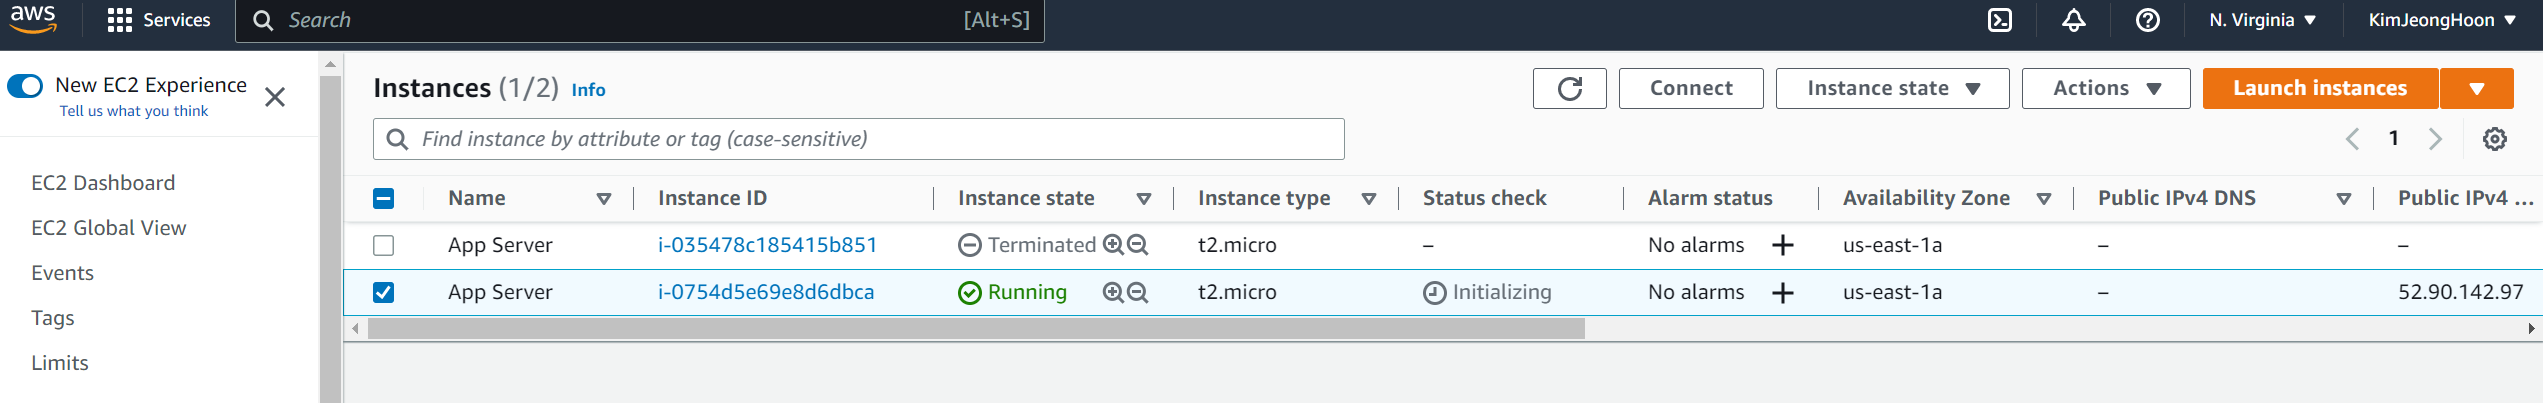 aws
Services
Search [Alt+S]
N. Virginia
KimJeongHoon
New EC2 Experience
Tell us what you think
EC2 Dashboard
EC2 Global View
Events
Tags
Limits
Instances (1/2) Info
Connect
Instance state
Actions
Launch instances
Find instance by attribute or tag (case-sensitive)
1
Name Instance ID Instance state Instance type Status check Alarm status Availability Zone Public IPv4 DNS Public IPv4 ...
App Server i-035478c185415b851 Terminated t2.micro – No alarms + us-east-1a – –
App Server i-0754d5e69e8d6dbca Running t2.micro Initializing No alarms + us-east-1a – 52.90.142.97